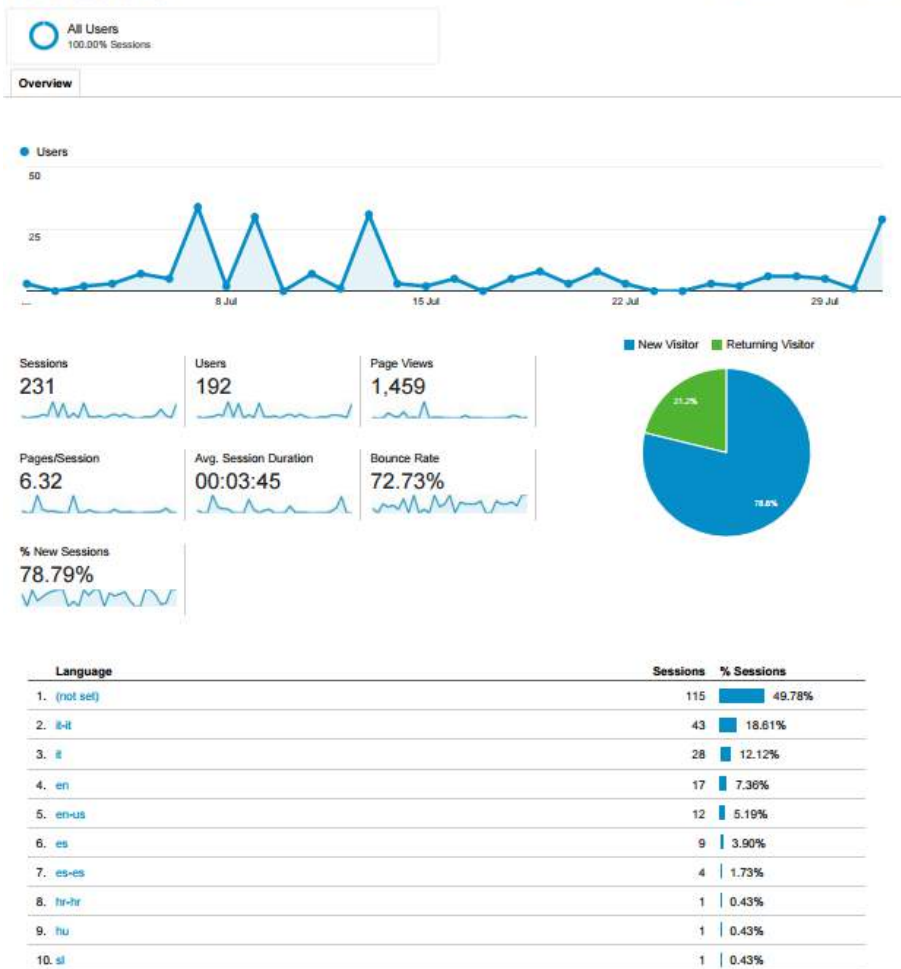 All Users
100.00% Sessions
Overview
Users
50
25
...
8 Jul
15 Jul
22 Jul
29 Jul
New Visitor
Returning Visitor
21.2%
78.8%
Sessions
231
Users
192
Page Views
1,459
Pages/Session
6.32
Avg. Session Duration
00:03:45
Bounce Rate
72.73%
% New Sessions
78.79%
Language Sessions % Sessions
1. (not set) 115 49.78%
2. it-it 43 18.61%
3. it 28 12.12%
4. en 17 7.36%
5. en-us 12 5.19%
6. es 9 3.90%
7. es-es 4 1.73%
8. hr-hr 1 0.43%
9. hu 1 0.43%
10. sl 1 0.43%